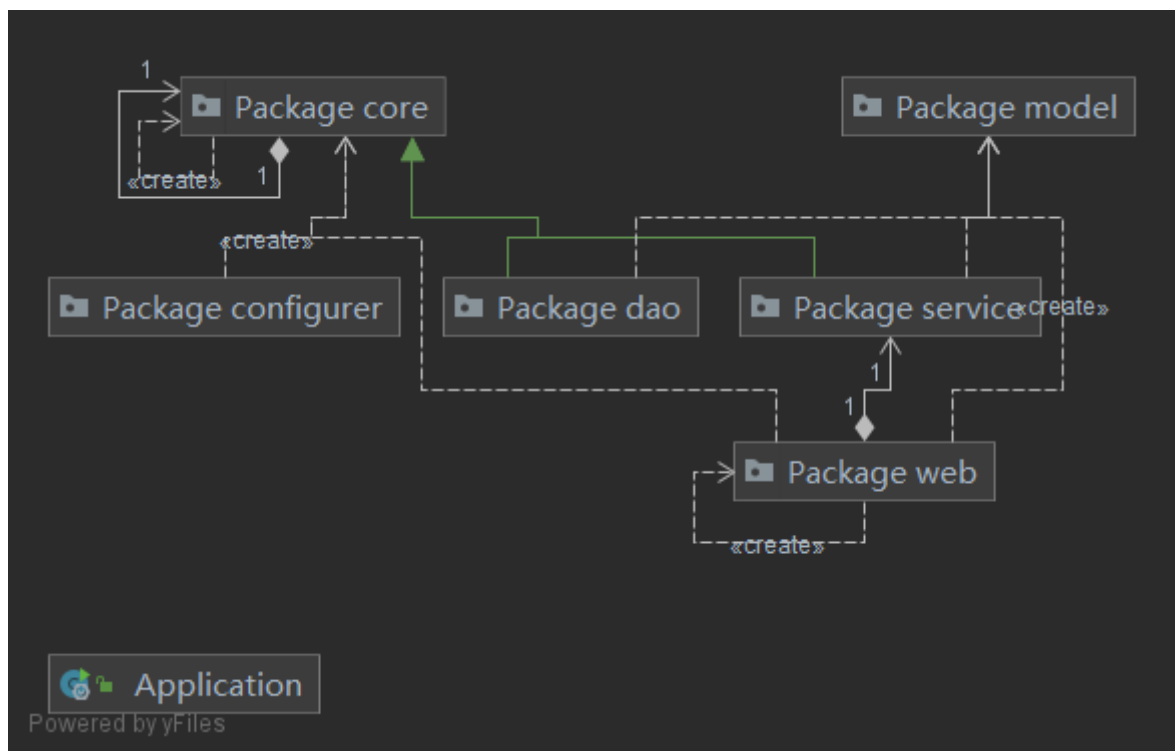 1
Package core
Package model
«create»
1
«create»
Package configurer
Package dao
Package service
«create»
1
1
Package web
«create»
Application
Powered by yFiles